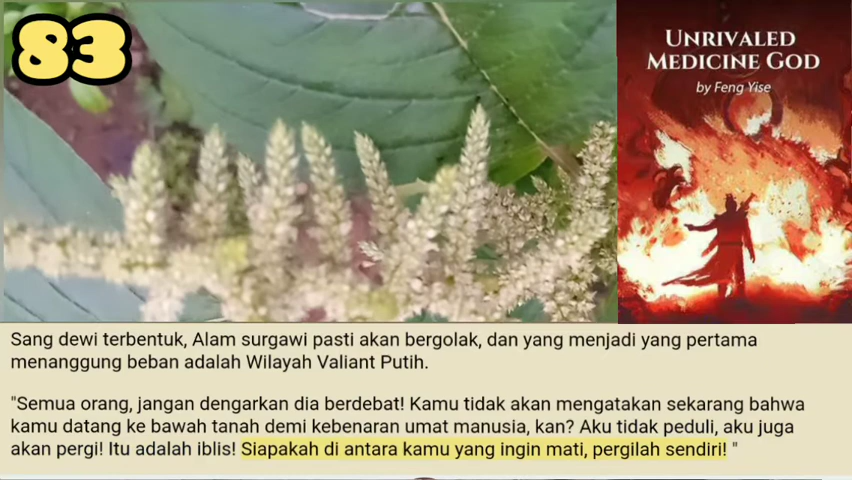 83
UNRIVALED
MEDICINE GOD
by Feng Yise
Sang dewi terbentuk, Alam surgawi pasti akan bergolak, dan yang menjadi yang pertama
menanggung beban adalah Wilayah Valiant Putih.
"Semua orang, jangan dengarkan dia berdebat! Kamu tidak akan mengatakan sekarang bahwa
kamu datang ke bawah tanah demi kebenaran umat manusia, kan? Aku tidak peduli, aku juga
akan pergi! Itu adalah iblis! Siapakah di antara kamu yang ingin mati, pergilah sendiri! "